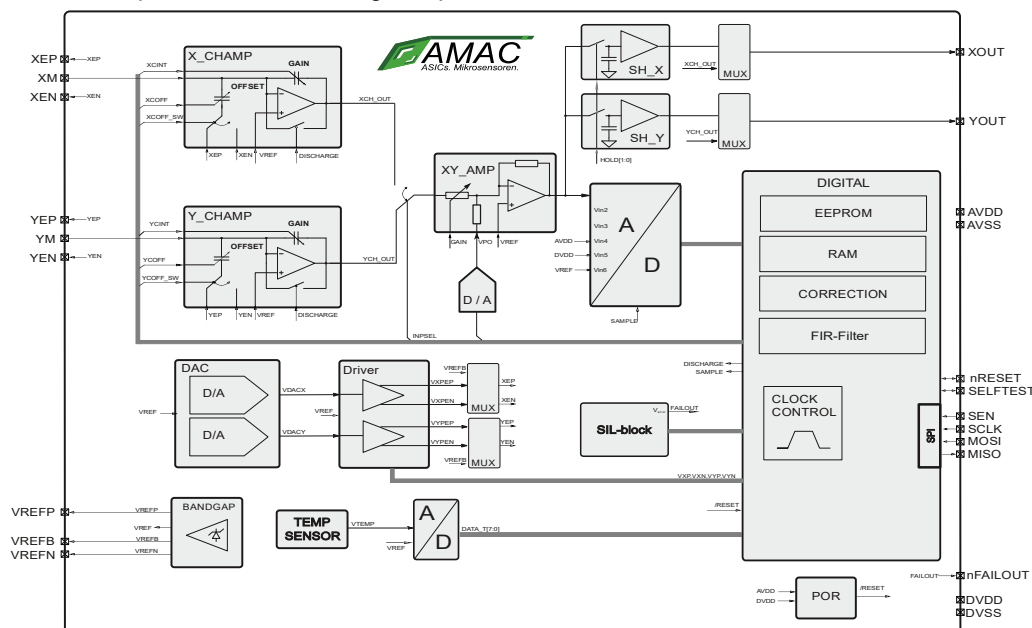 AMAC
ASICs. Mikrosensoren.
XEP
XEP
XM
XEN
XEN
X_CHAMP
XCINT
GAIN
OFFSET
XCOFF
XCOFF_SW
XCH_OUT
XEP
XEN
VREF
DISCHARGE
YEP
YEP
YM
YEN
YEN
Y_CHAMP
YCINT
GAIN
OFFSET
YCOFF
YCOFF_SW
YCH_OUT
YEP
YEN
VREF
DISCHARGE
XY_AMP
GAIN
VPO
VREF
D / A
INPSEL
SH_X
XCH_OUT
MUX
XOUT
SH_Y
YCH_OUT
MUX
YOUT
HOLD[1:0]
A
D
Vin2
Vin3
AVDD
Vin4
DVDD
Vin5
VREF
Vin6
SAMPLE
DIGITAL
EEPROM
RAM
CORRECTION
FIR-Filter
AVDD
AVSS
DISCHARGE
SAMPLE
CLOCK
CONTROL
SPI
nRESET
SELFTEST
SEN
SCLK
MOSI
MISO
DAC
D/A
D/A
VREF
VDACX
VDACY
Driver
VREF
VXPEP
VXPEN
VYPEP
VYPEN
VREFB
MUX
XEP
XEN
YEP
YEN
VREFB
MUX
SIL-block
FAILOUT
VXP,VXN,VYP,VYN
VREFP
VREFB
VREFN
VREFP
VREF
VREFB
VREFN
BANDGAP
TEMP
SENSOR
VTEMP
VREF
A
D
DATA_T[7:0]
/RESET
AVDD
DVDD
POR
/RESET
FAILOUT
nFAILOUT
DVDD
DVSS